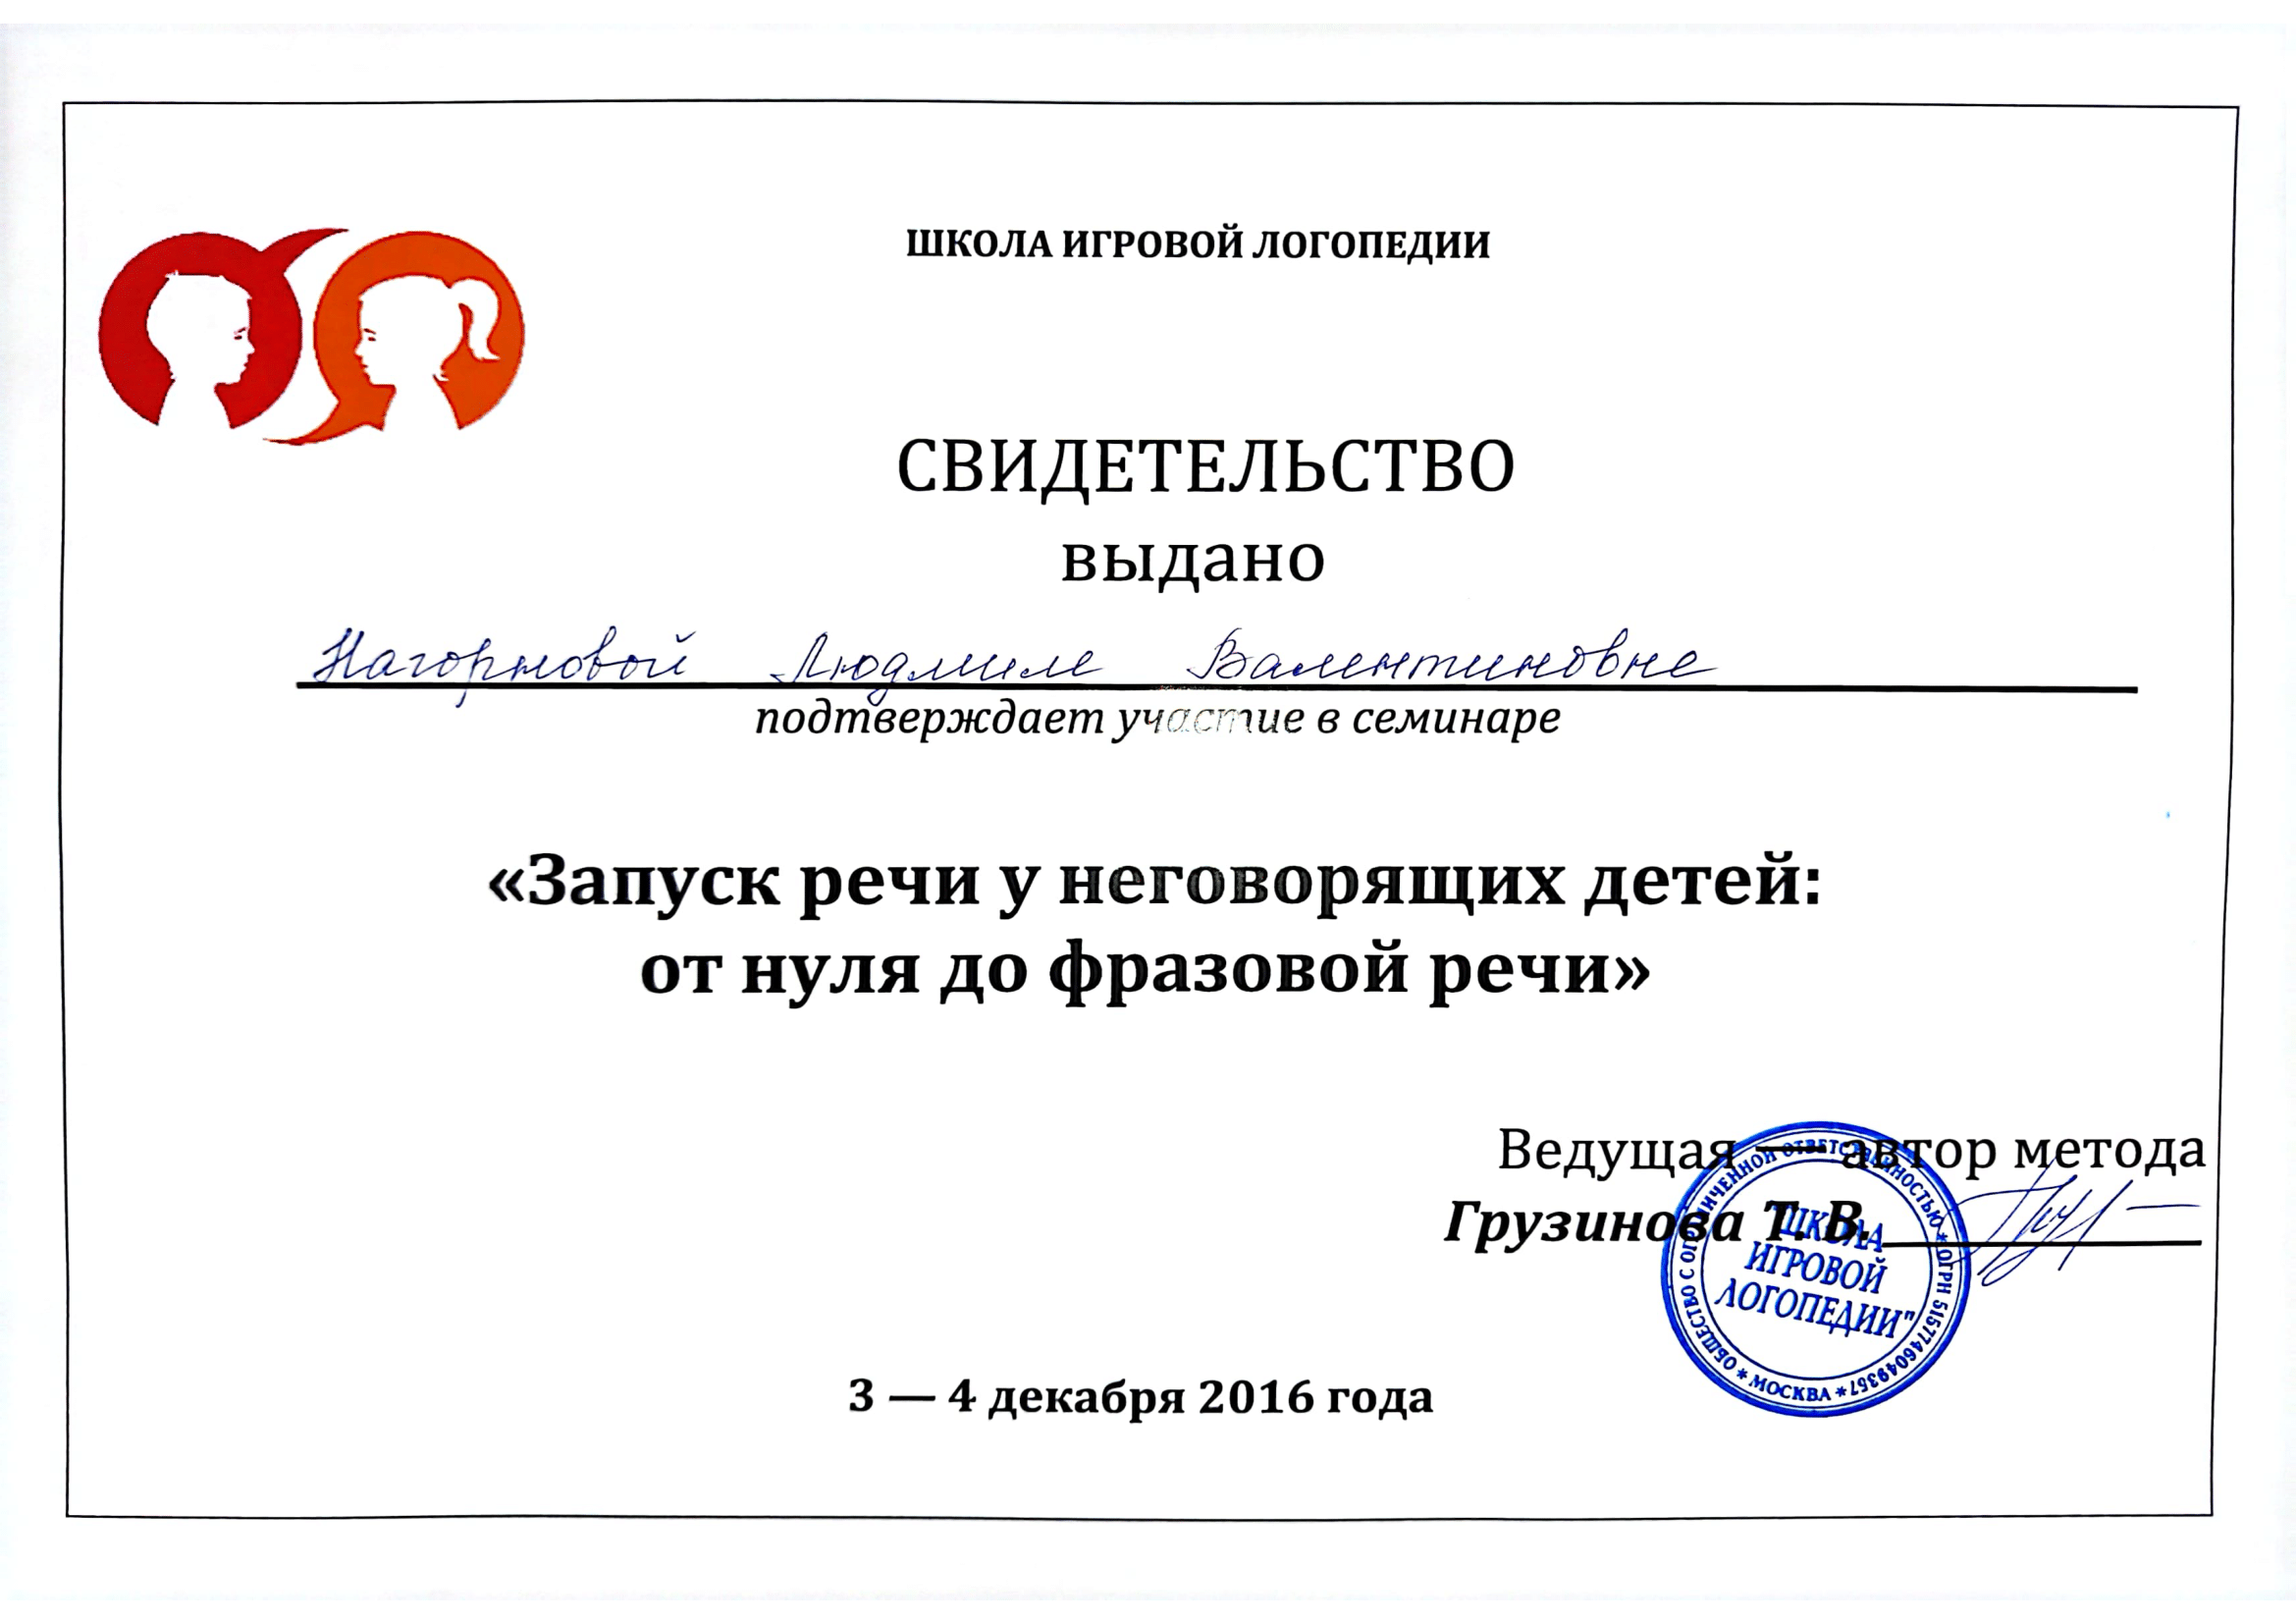 ШКОЛА ИГРОВОЙ ЛОГОПЕДИИ
СВИДЕТЕЛЬСТВО
выдано
Нагорновой Людмиле Валентиновне
подтверждает участие в семинаре
«Запуск речи у неговорящих детей:
от нуля до фразовой речи»
Ведущая — автор метода
Грузинова Т. В.
ОБЩЕСТВО С ОГРАНИЧЕННОЙ ОТВЕТСТВЕННОСТЬЮ * ОГРН 5157746049357 * МОСКВА *
"ШКОЛА
ИГРОВОЙ
ЛОГОПЕДИИ"
3 — 4 декабря 2016 года